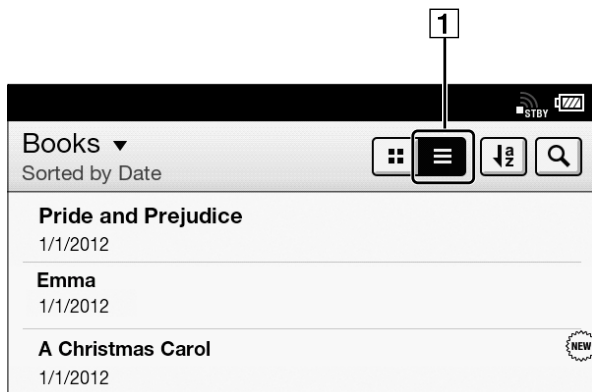 1
STBY
Books
Sorted by Date
a
z
Pride and Prejudice
1/1/2012
Emma
1/1/2012
A Christmas Carol
NEW
1/1/2012